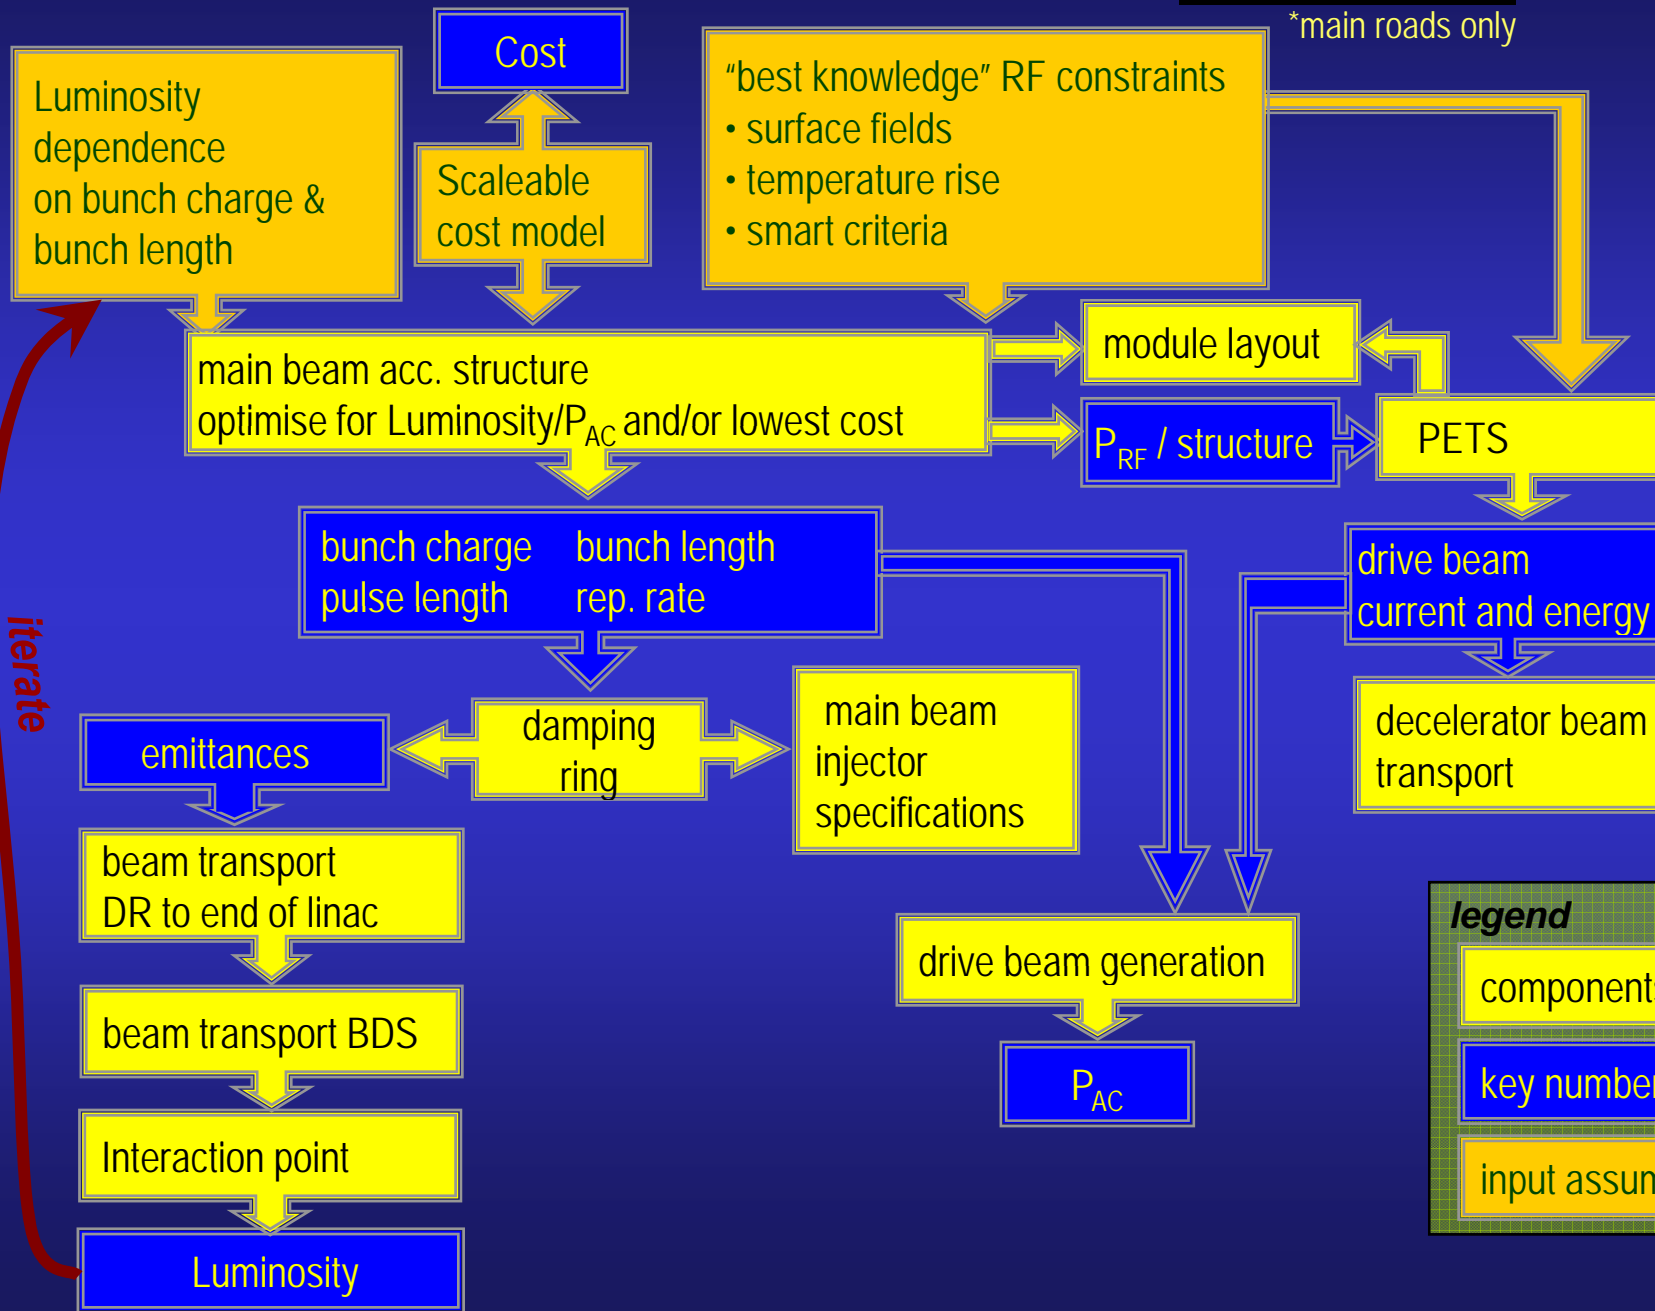 *main roads only
Cost
Luminosity
dependence
on bunch charge &
bunch length
Scaleable
cost model
“best knowledge” RF constraints
• surface fields
• temperature rise
• smart criteria
main beam acc. structure
optimise for Luminosity/PAC and/or lowest cost
module layout
PRF / structure
PETS
bunch charge bunch length
pulse length rep. rate
drive beam
current and energy
iterate
emittances
damping
ring
main beam
injector
specifications
decelerator beam
transport
beam transport
DR to end of linac
drive beam generation
beam transport BDS
PAC
Interaction point
Luminosity
legend
component
key number
input